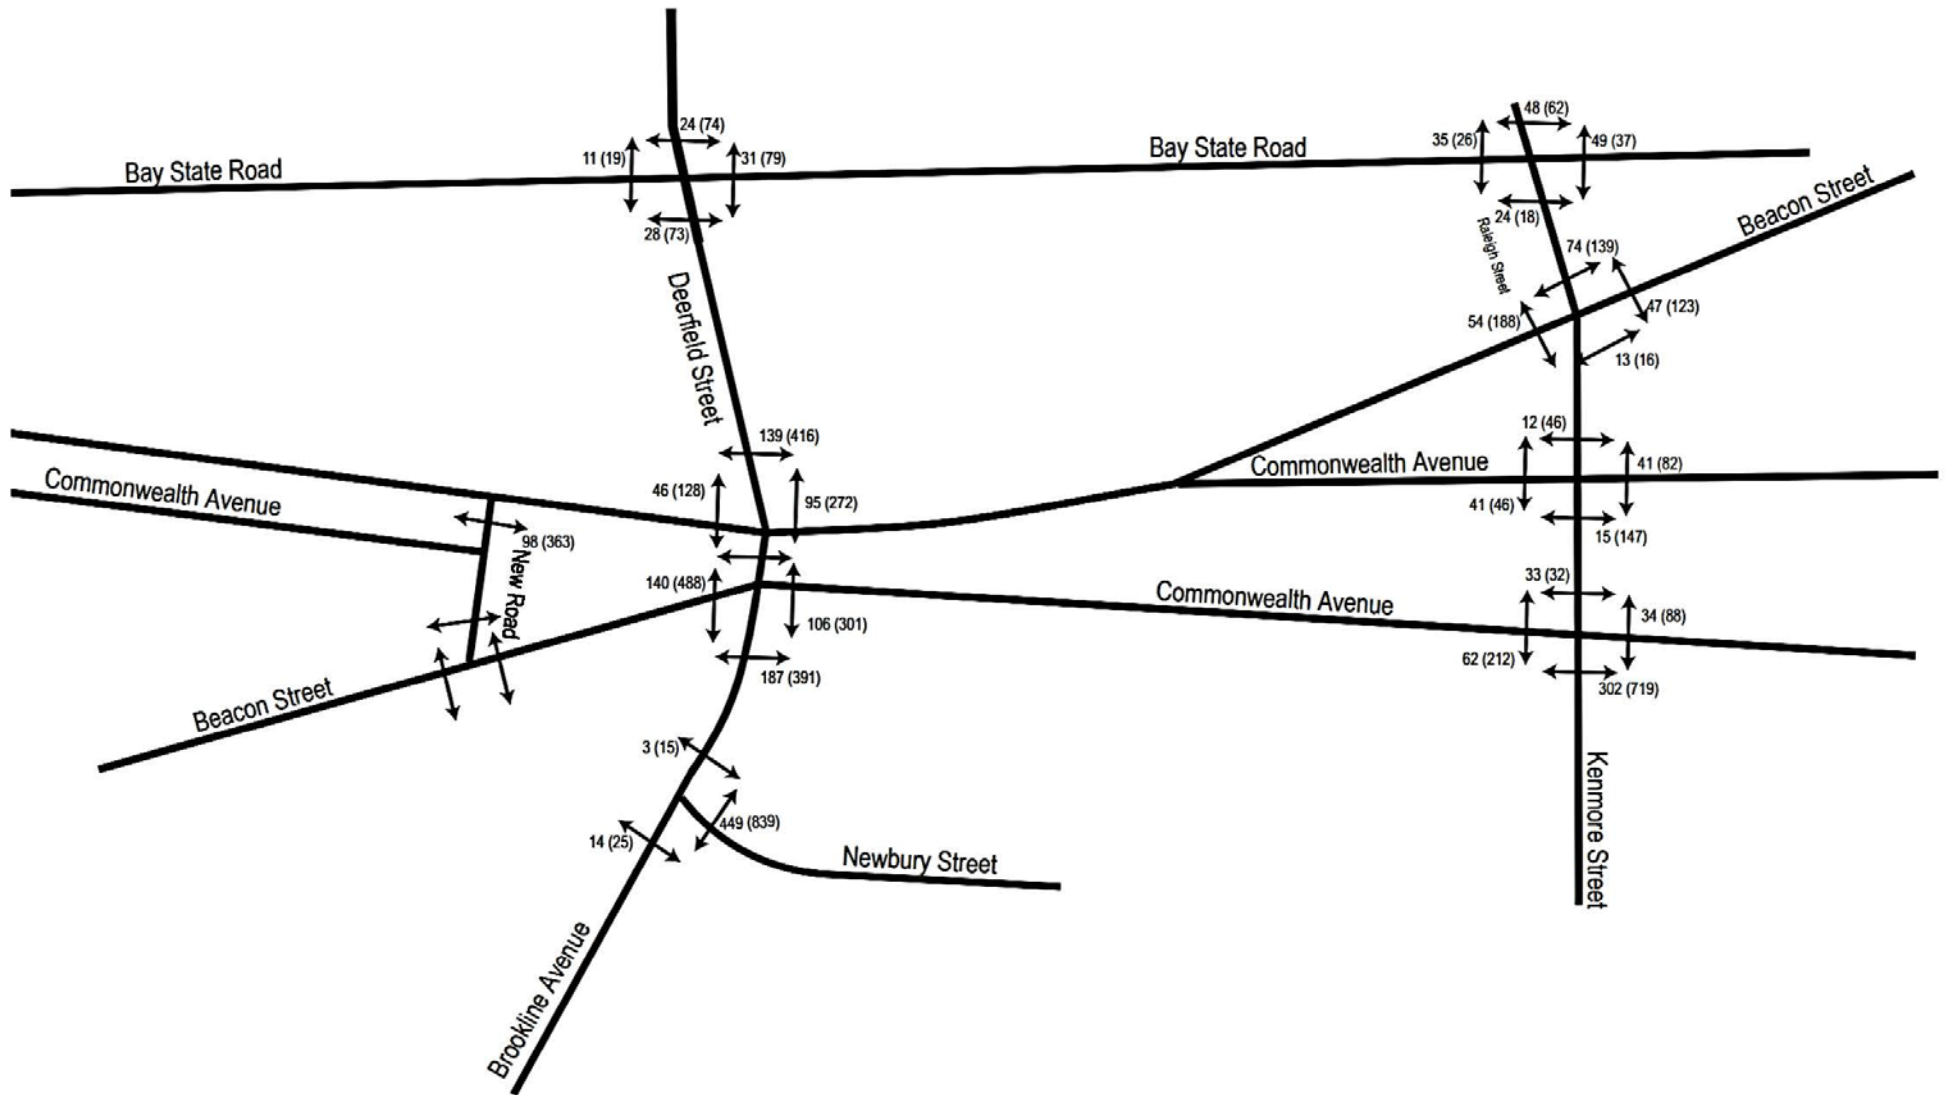 48 (62)
24 (74)
35 (26)
49 (37)
11 (19)
31 (79)
Bay State Road
Bay State Road
24 (18)
28 (73)
Raleigh Street
Beacon Street
74 (139)
47 (123)
54 (188)
13 (16)
Deerfield Street
12 (46)
139 (416)
Commonwealth Avenue
41 (82)
46 (128)
95 (272)
41 (46)
Commonwealth Avenue
15 (147)
98 (363)
New Road
33 (32)
140 (488)
Commonwealth Avenue
34 (88)
106 (301)
62 (212)
187 (391)
302 (719)
Beacon Street
3 (15)
Kenmore Street
449 (839)
14 (25)
Newbury Street
Brookline Avenue